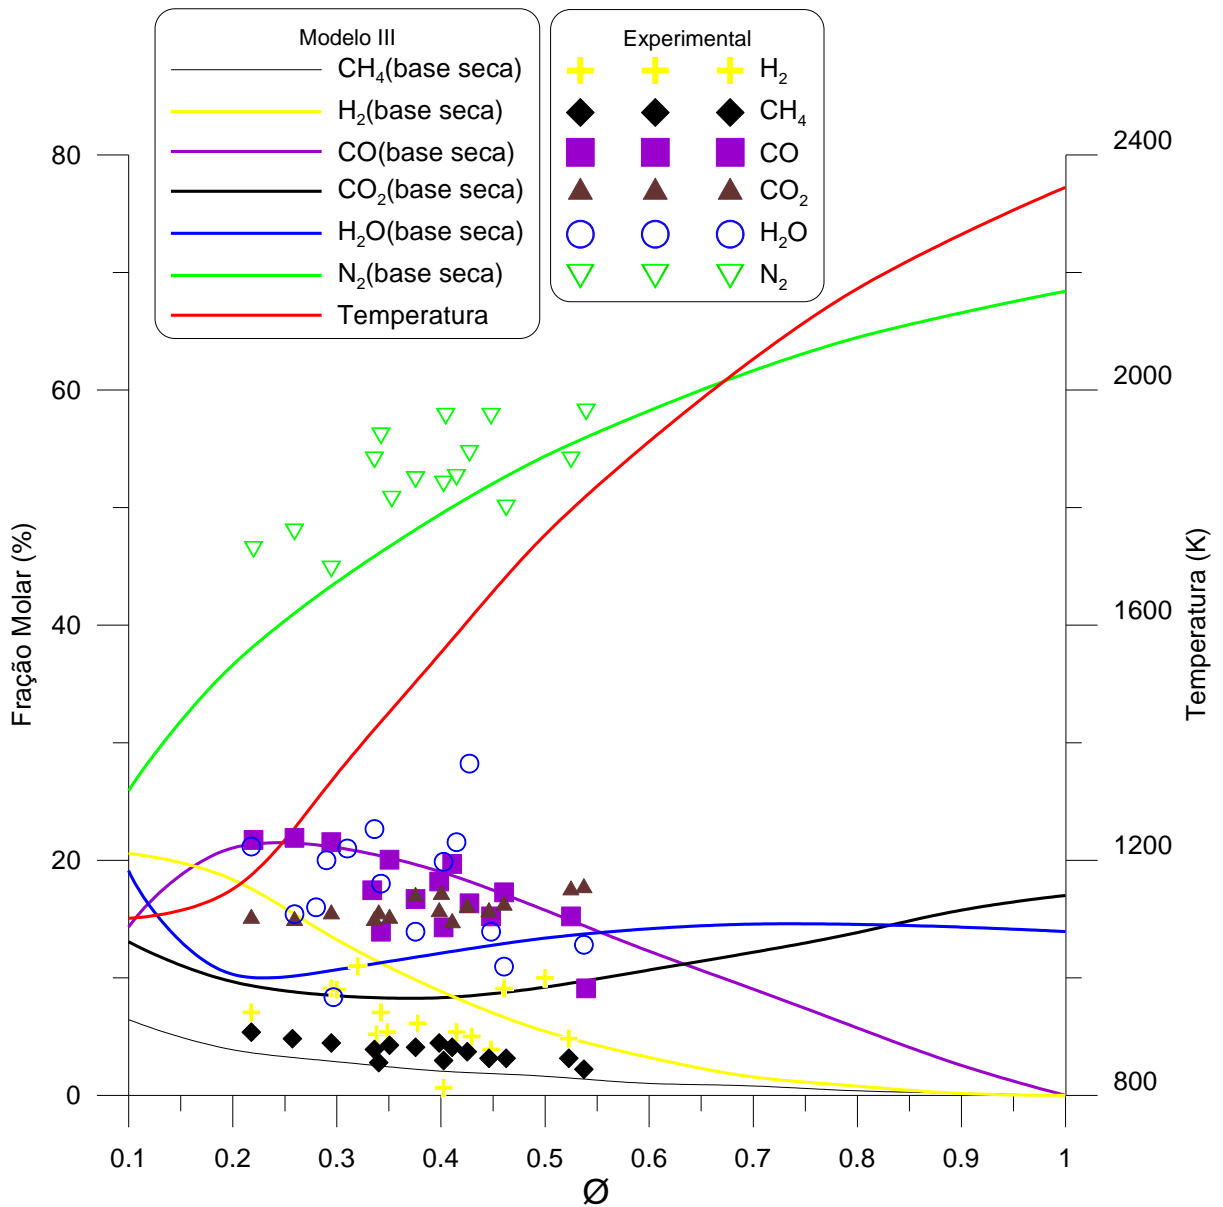 Modelo III
CH₄(base seca)
H₂(base seca)
CO(base seca)
CO₂(base seca)
H₂O(base seca)
N₂(base seca)
Temperatura
Experimental
H₂
CH₄
CO
CO₂
H₂O
N₂
80
60
40
20
0
Fração Molar (%)
2400
2000
1600
1200
800
Temperatura (K)
0.1 0.2 0.3 0.4 0.5 0.6 0.7 0.8 0.9 1
Ø